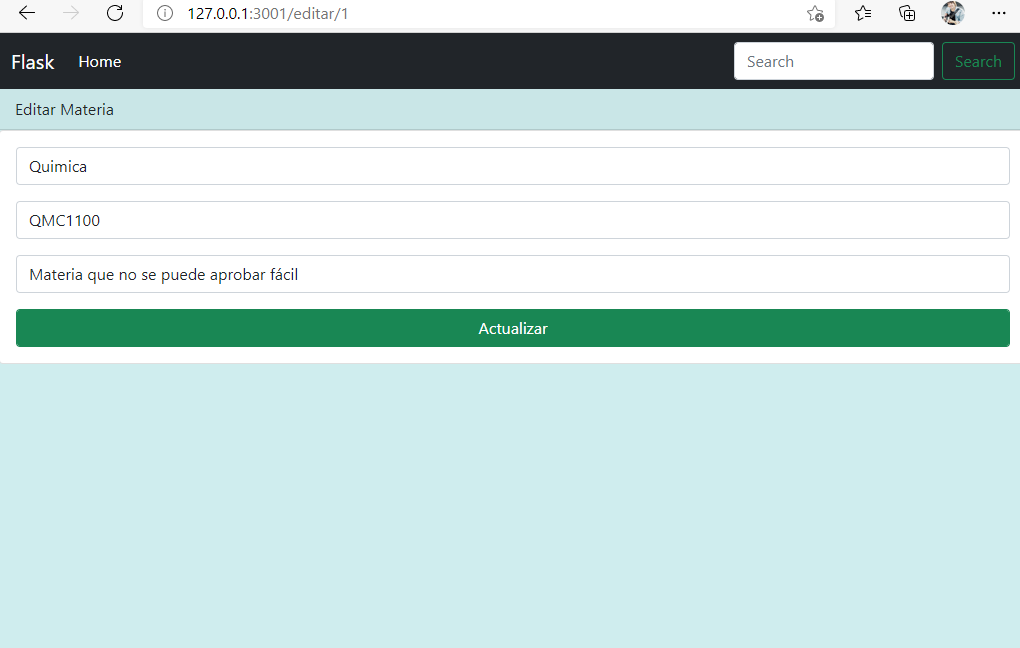 127.0.0.1:3001/editar/1
Flask Home Search Search
Editar Materia
Quimica
QMC1100
Materia que no se puede aprobar fácil
Actualizar